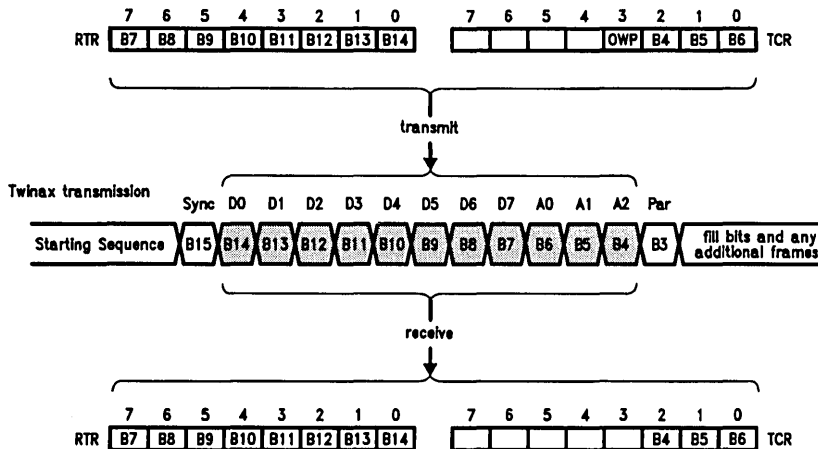 7 6 5 4 3 2 1 0 7 6 5 4 3 2 1 0
RTR B7 B8 B9 B10 B11 B12 B13 B14 OWP B4 B5 B6 TCR
transmit
Twinax transmission
Sync D0 D1 D2 D3 D4 D5 D6 D7 A0 A1 A2 Par
Starting Sequence B15 B14 B13 B12 B11 B10 B9 B8 B7 B6 B5 B4 B3 fill bits and any
additional frames
receive
7 6 5 4 3 2 1 0 7 6 5 4 3 2 1 0
RTR B7 B8 B9 B10 B11 B12 B13 B14 B4 B5 B6 TCR